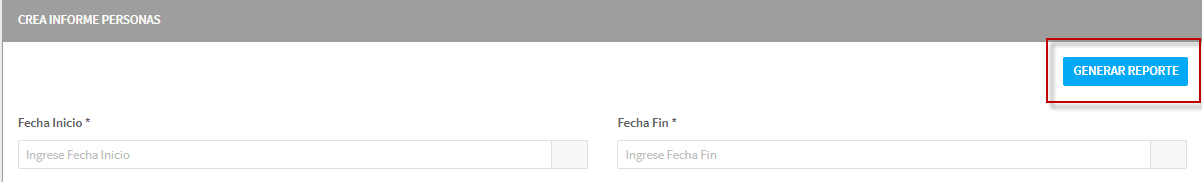 CREA INFORME PERSONAS
GENERAR REPORTE
Fecha Inicio *
Fecha Fin *
Ingrese Fecha Inicio
Ingrese Fecha Fin